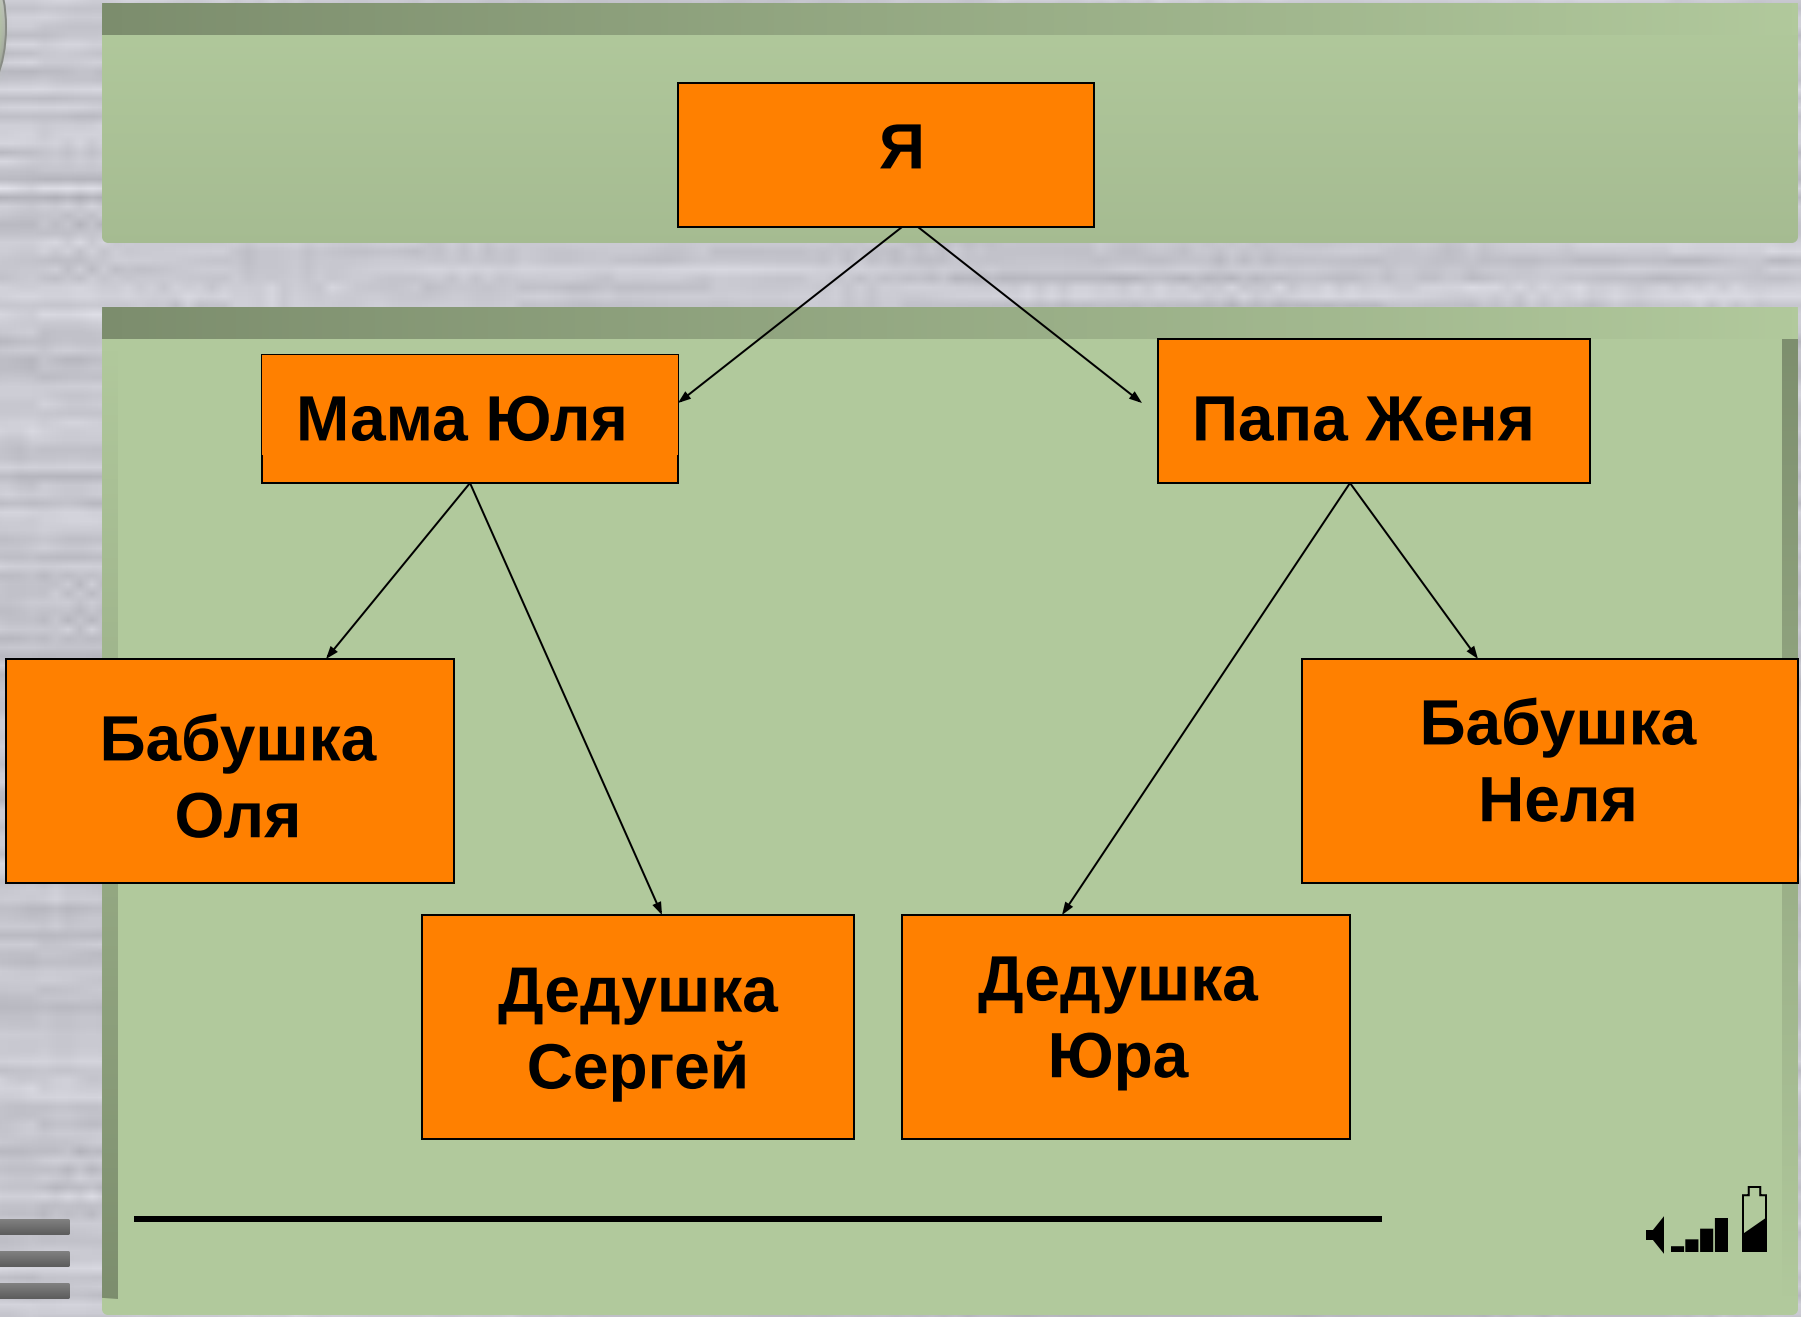 Я
Мама Юля
Папа Женя
Бабушка
Оля
Бабушка
Неля
Дедушка
Сергей
Дедушка
Юра